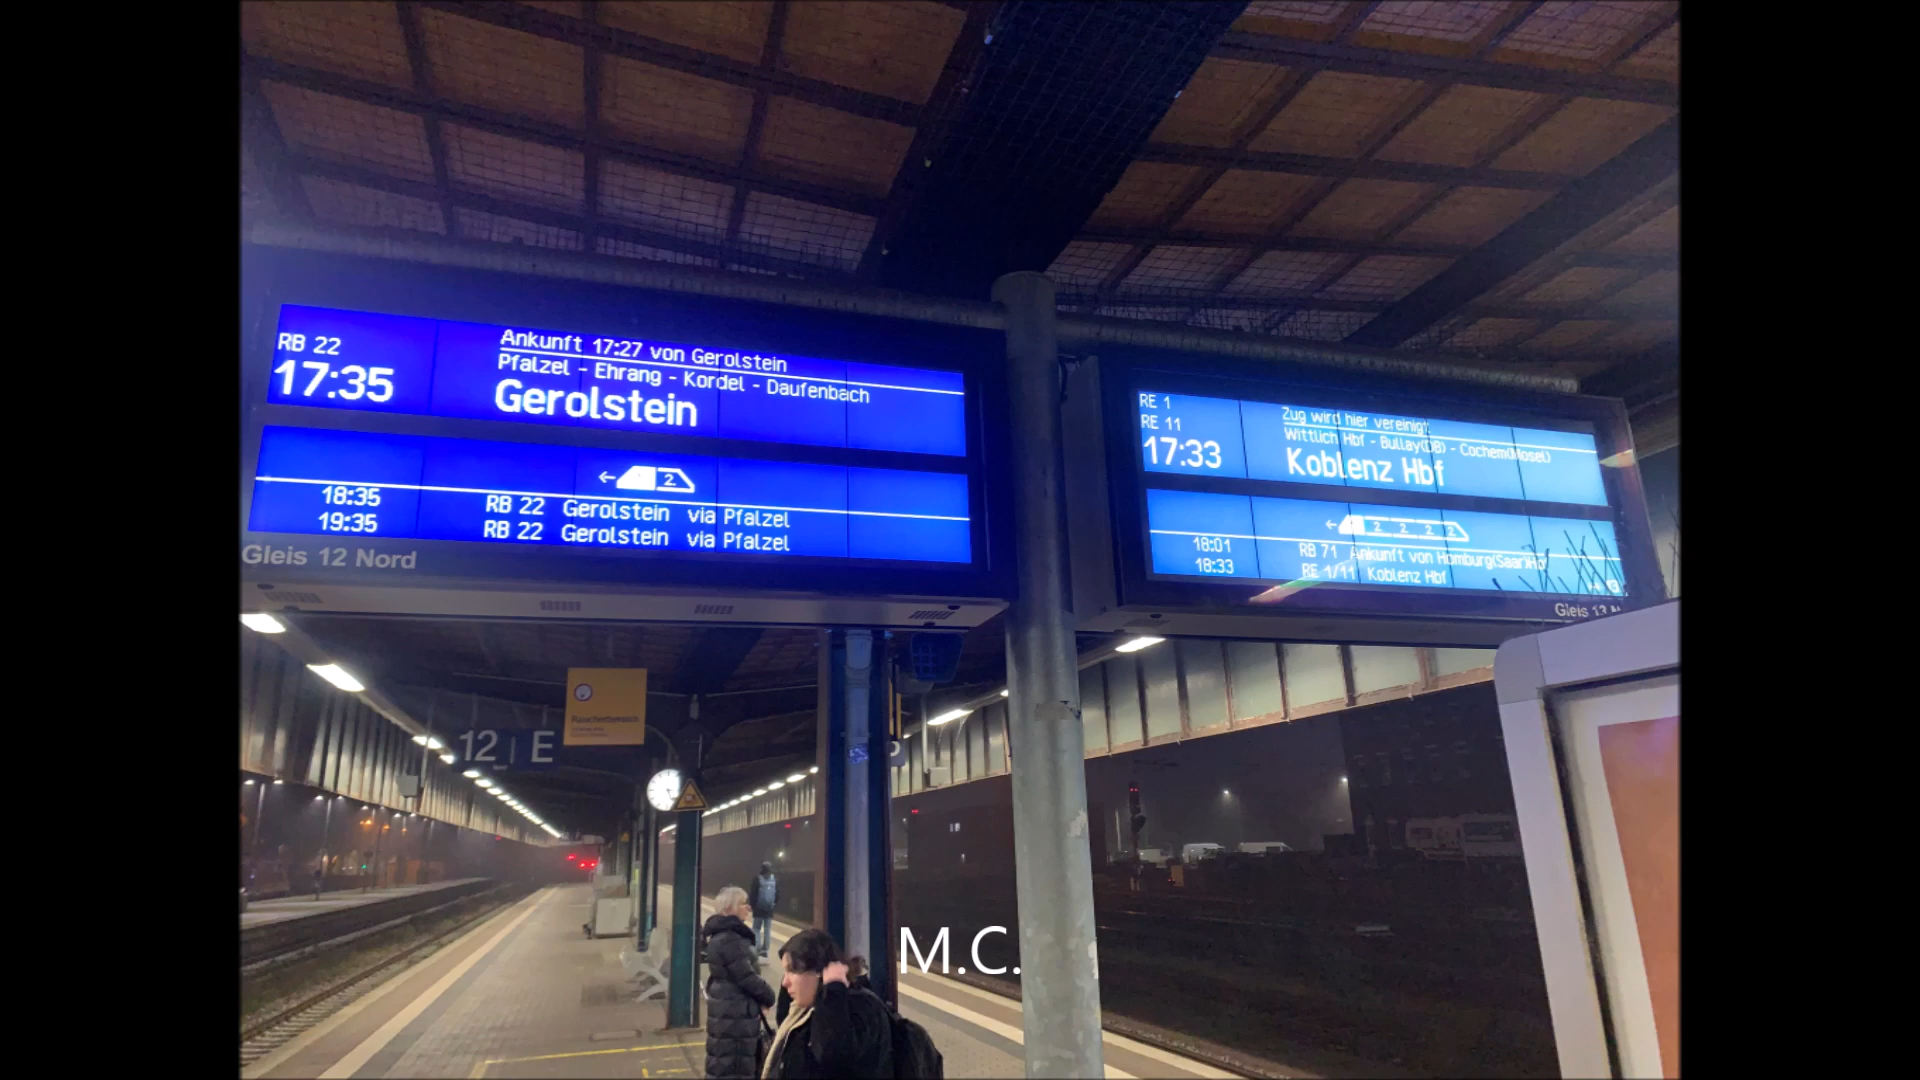 RB 22
17:35
Ankunft 17:27 von Gerolstein
Pfalzel - Ehrang - Kordel - Daufenbach
Gerolstein
2
18:35 RB 22 Gerolstein via Pfalzel
19:35 RB 22 Gerolstein via Pfalzel
Gleis 12 Nord
RE 1
RE 11
17:33
Zug wird hier vereinigt
Wittlich Hbf - Bullay(DB) - Cochem(Mosel)
Koblenz Hbf
2 2 2 2
18:01 RB 71 Ankunft von Homburg(Saar)Hbf
18:33 RE 1/11 Koblenz Hbf
Gleis 13 N
Raucherbereich
12 E
M.C.